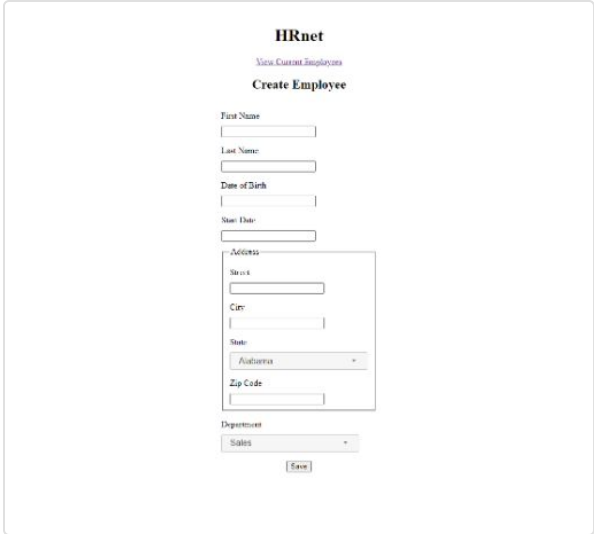 HRnet
View Current Employees
Create Employee
First Name
Last Name
Date of Birth
Start Date
Address
Street
City
State
Alabama
Zip Code
Department
Sales
Save